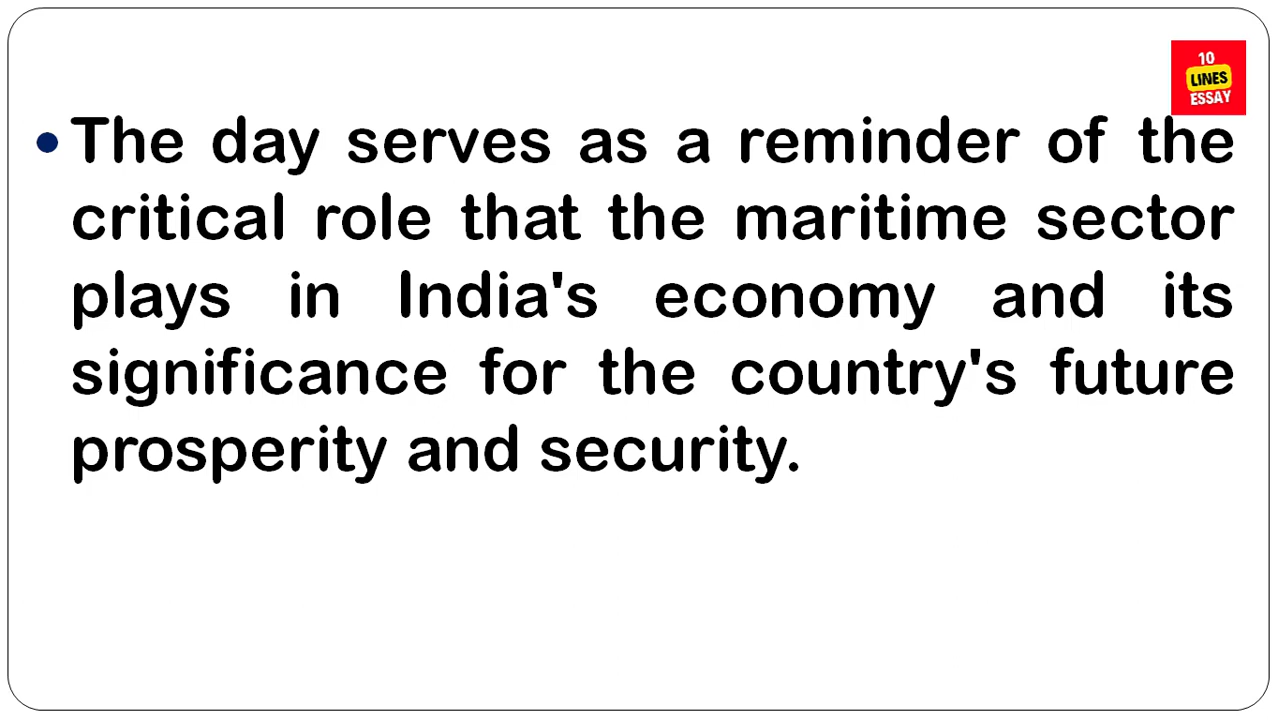 10
LINES
ESSAY
• The day serves as a reminder of the
critical role that the maritime sector
plays in India's economy and its
significance for the country's future
prosperity and security.